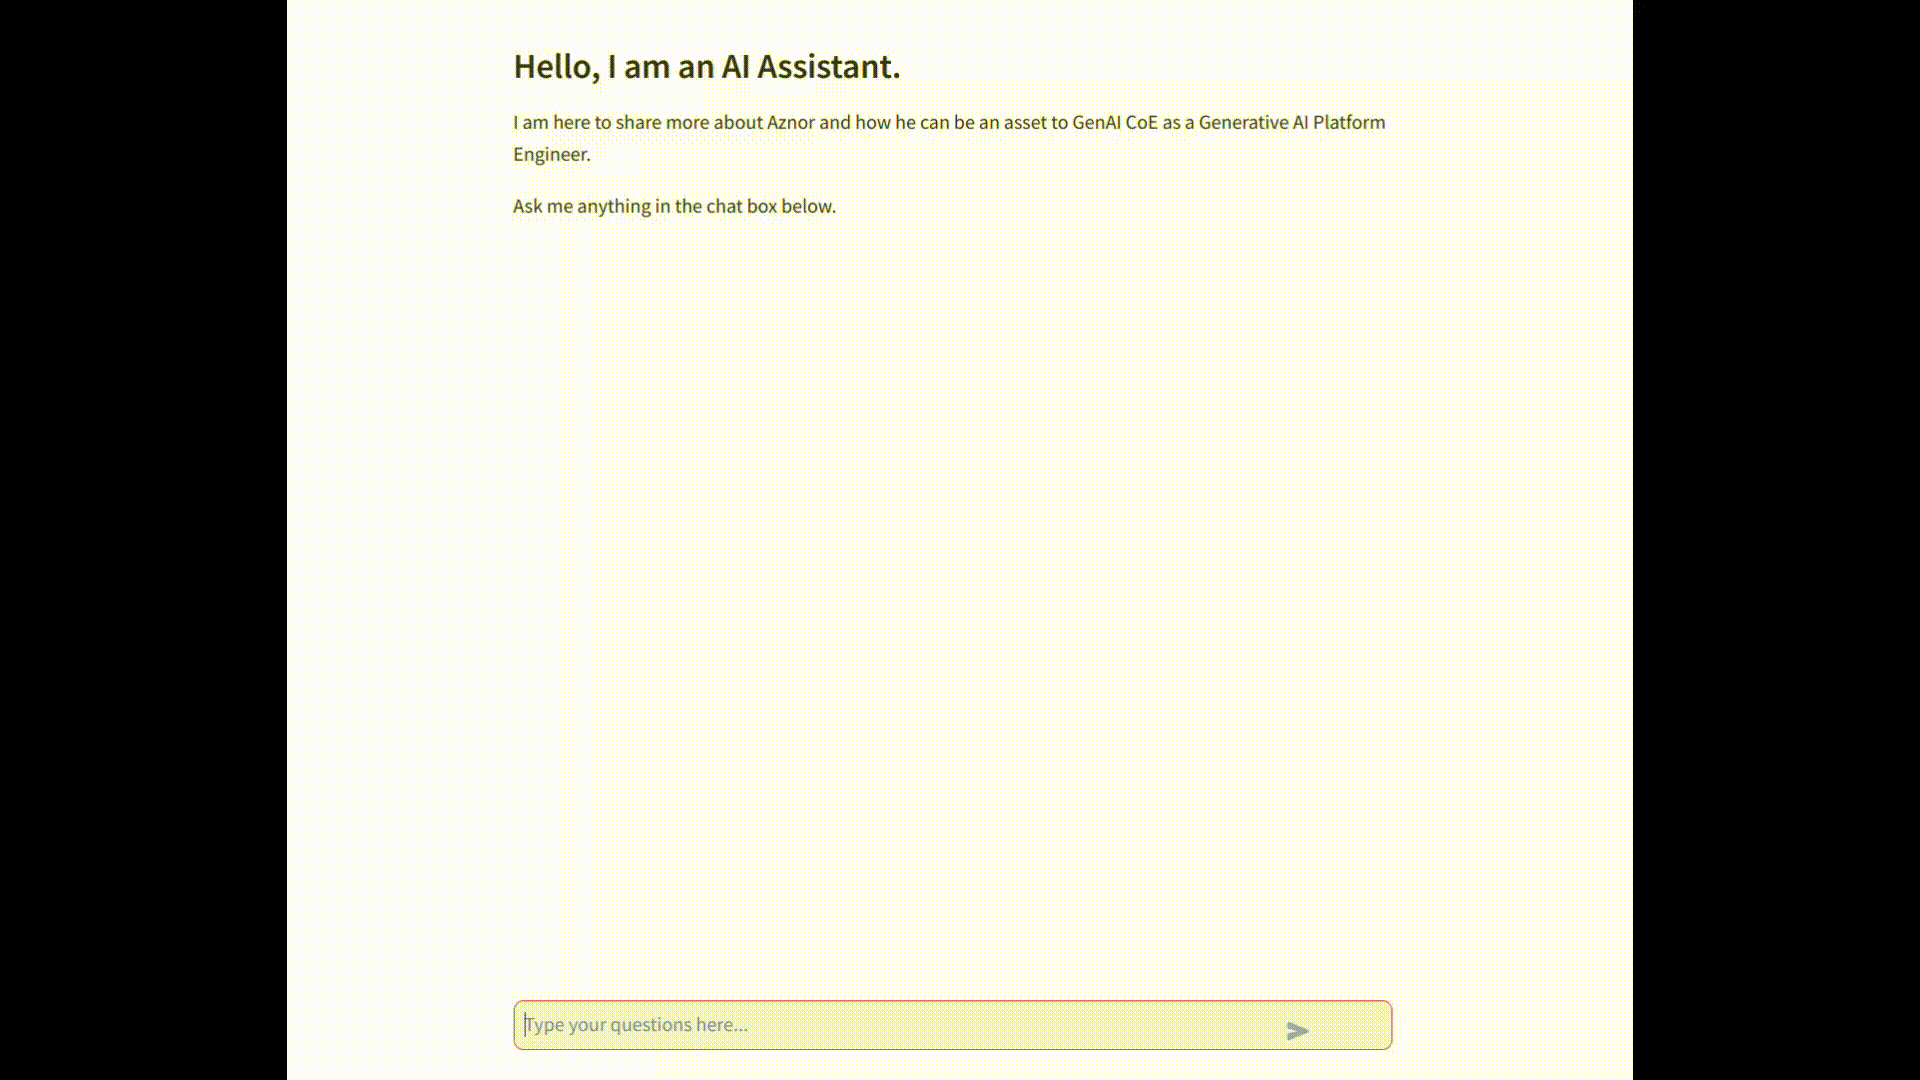 Hello, I am an AI Assistant.
I am here to share more about Aznor and how he can be an asset to GenAI CoE as a Generative AI Platform
Engineer.
Ask me anything in the chat box below.
Type your questions here...